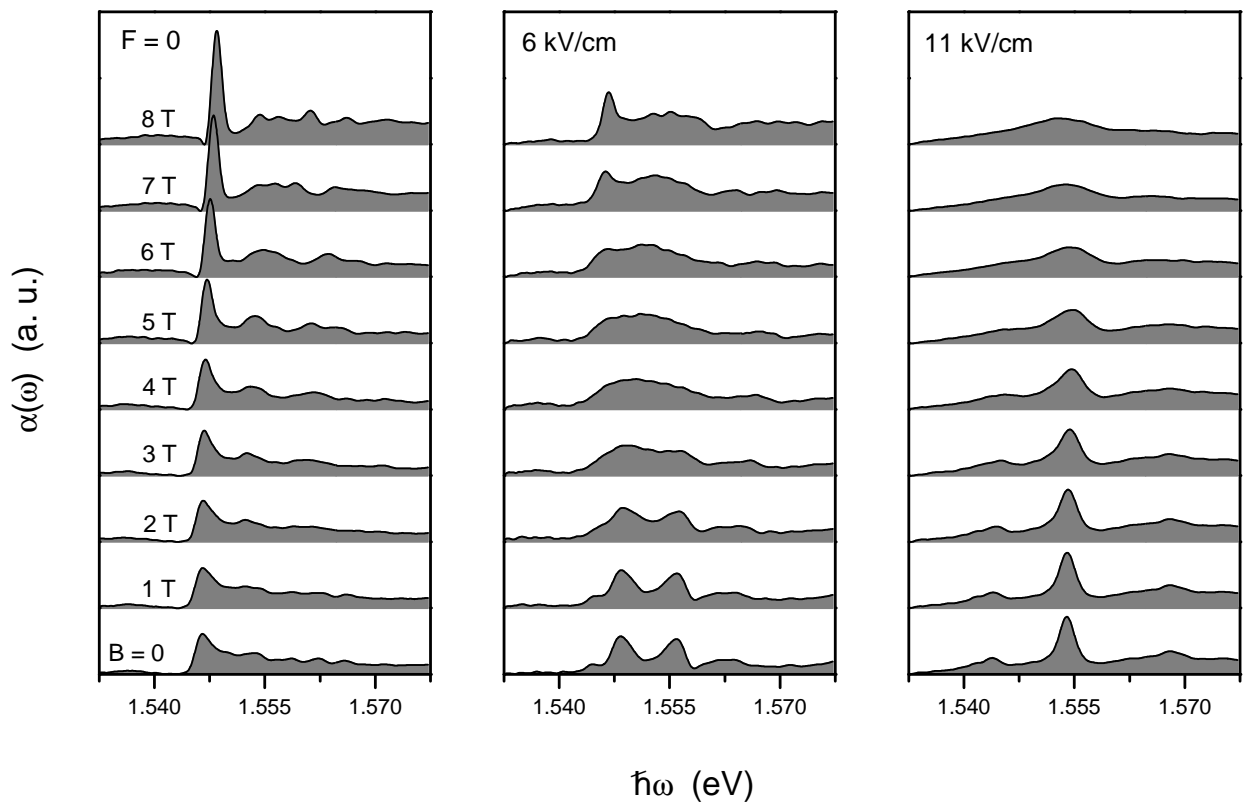 F = 0
6 kV/cm
11 kV/cm
8 T
7 T
6 T
5 T
4 T
3 T
2 T
1 T
B = 0
α(ω) (a. u.)
1.540 1.555 1.570
1.540 1.555 1.570
1.540 1.555 1.570
ħω (eV)